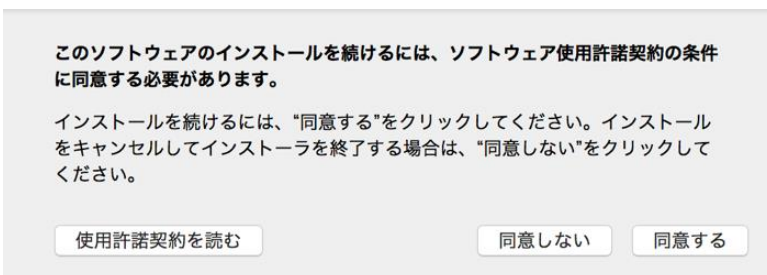 このソフトウェアのインストールを続けるには、ソフトウェア使用許諾契約の条件
に同意する必要があります。
インストールを続けるには、“同意する”をクリックしてください。インストール
をキャンセルしてインストーラを終了する場合は、“同意しない”をクリックして
ください。
使用許諾契約を読む
同意しない
同意する